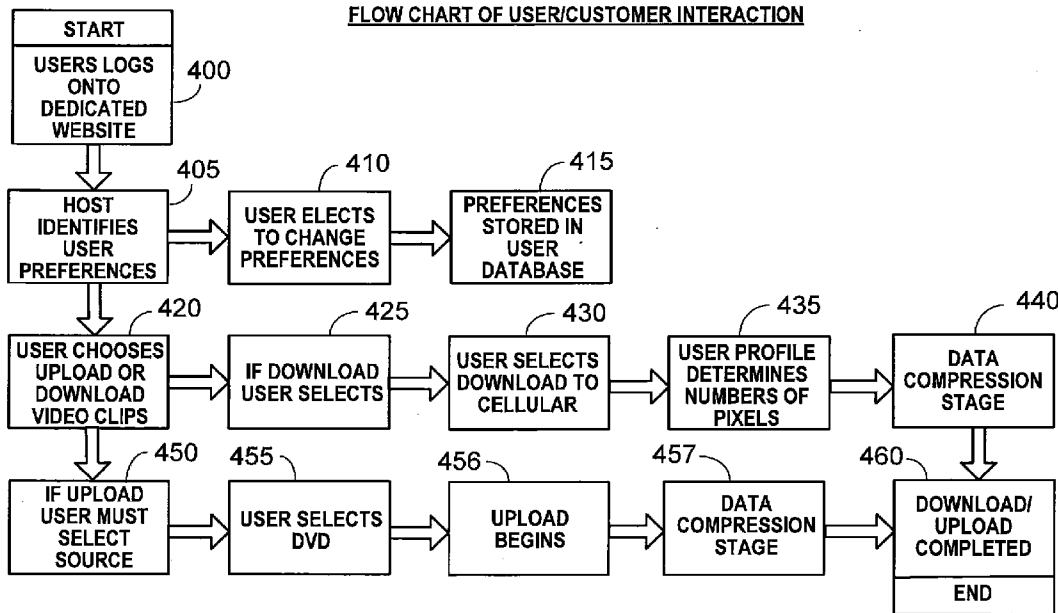 FLOW CHART OF USER/CUSTOMER INTERACTION
START
USERS LOGS
ONTO
DEDICATED
WEBSITE
400
405
HOST
IDENTIFIES
USER
PREFERENCES
410
USER ELECTS
TO CHANGE
PREFERENCES
415
PREFERENCES
STORED IN
USER
DATABASE
420
USER CHOOSES
UPLOAD OR
DOWNLOAD
VIDEO CLIPS
425
IF DOWNLOAD
USER SELECTS
430
USER SELECTS
DOWNLOAD TO
CELLULAR
435
USER PROFILE
DETERMINES
NUMBERS OF
PIXELS
440
DATA
COMPRESSION
STAGE
450
IF UPLOAD
USER MUST
SELECT
SOURCE
455
USER SELECTS
DVD
456
UPLOAD
BEGINS
457
DATA
COMPRESSION
STAGE
460
DOWNLOAD/
UPLOAD
COMPLETED
END